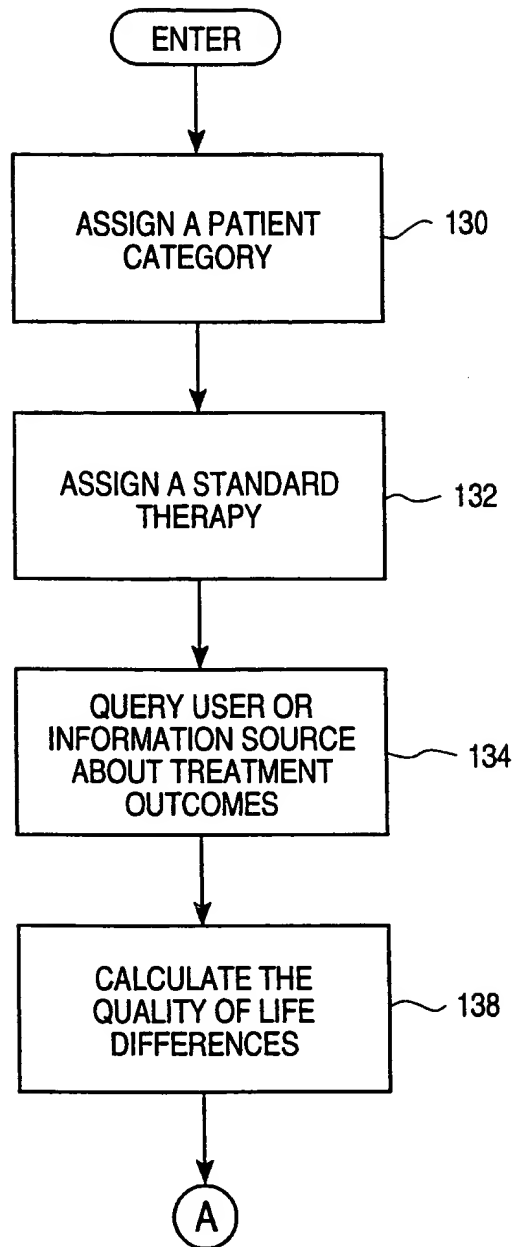 ENTER
ASSIGN A PATIENT
CATEGORY
130
ASSIGN A STANDARD
THERAPY
132
QUERY USER OR
INFORMATION SOURCE
ABOUT TREATMENT
OUTCOMES
134
CALCULATE THE
QUALITY OF LIFE
DIFFERENCES
138
A